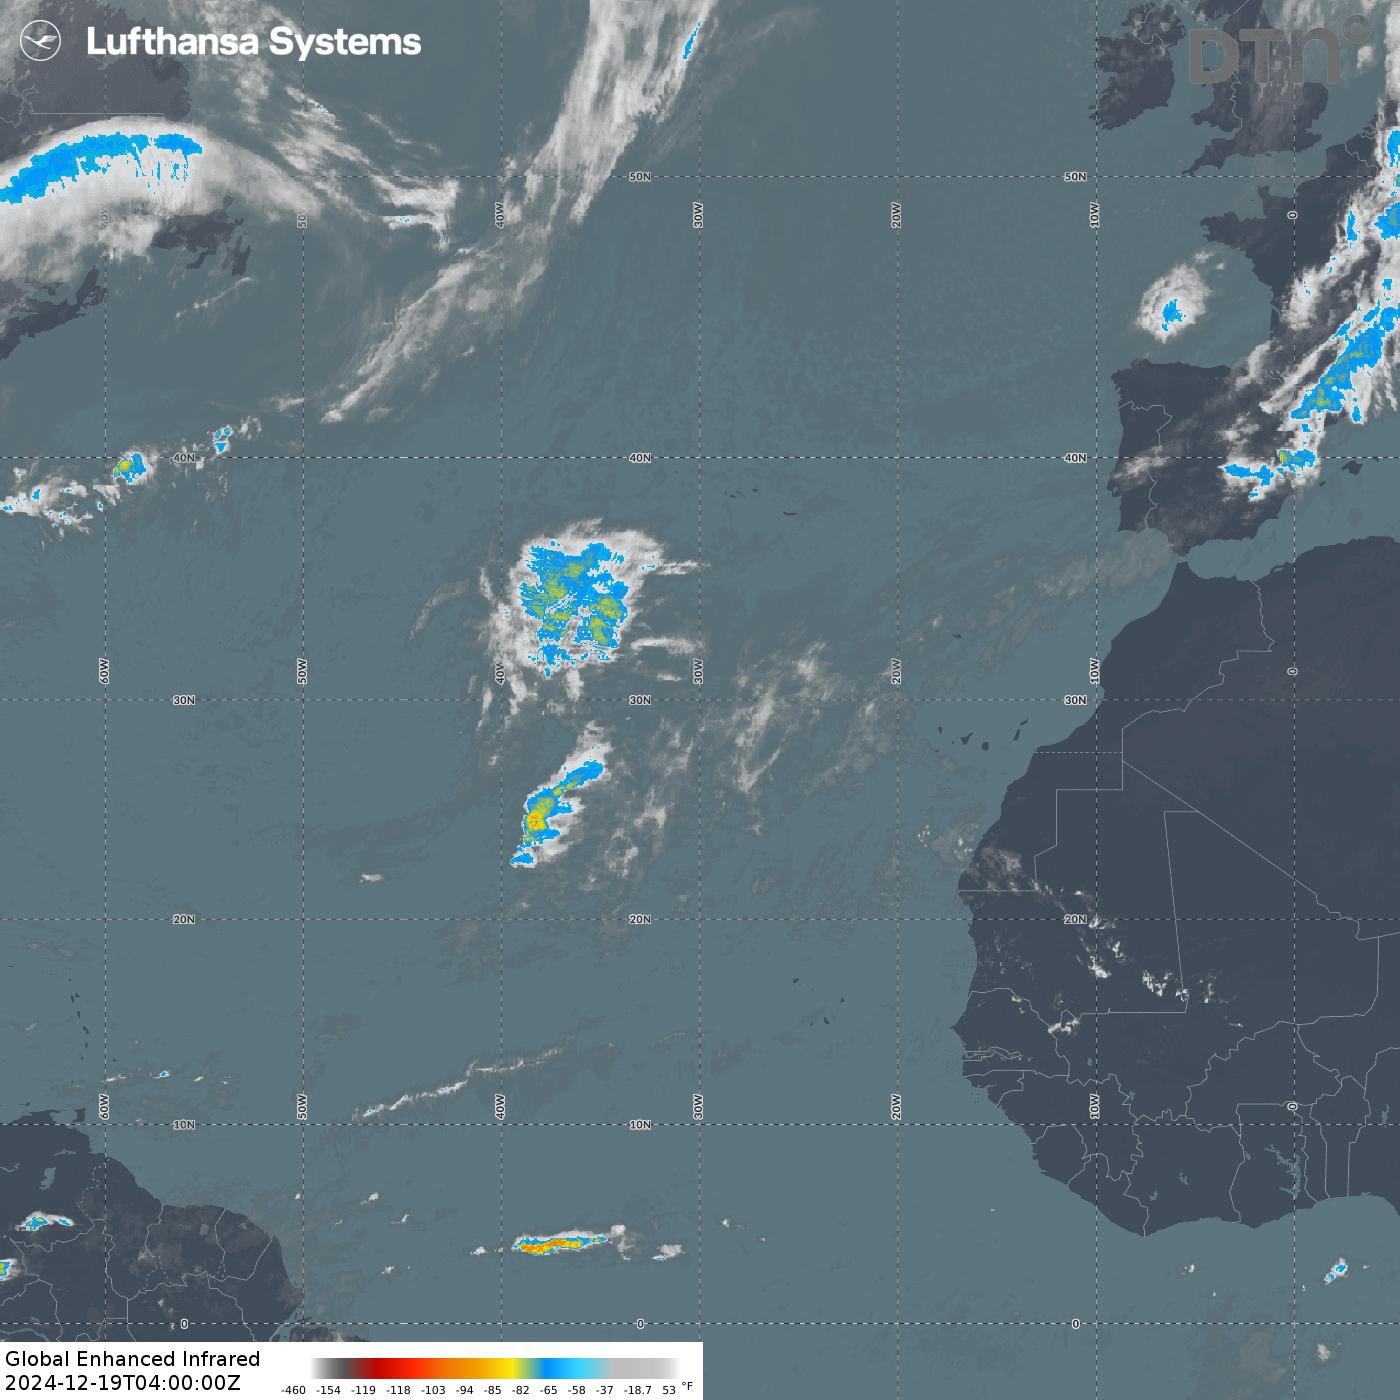 Lufthansa Systems
DTN
50N 50N
60W 50 40W 30W 20W 10W 0
40N 40N 40N
60W 50W 40W 30W 20W 10W 0
30N 30N 30N
20N 20N 20N
60W 50W 40W 30W 20W 10W 0
10N 10N 10N
0 0 0
Global Enhanced Infrared
2024-12-19T04:00:00Z
-460 -154 -119 -118 -103 -94 -85 -82 -65 -58 -37 -18.7 53 °F